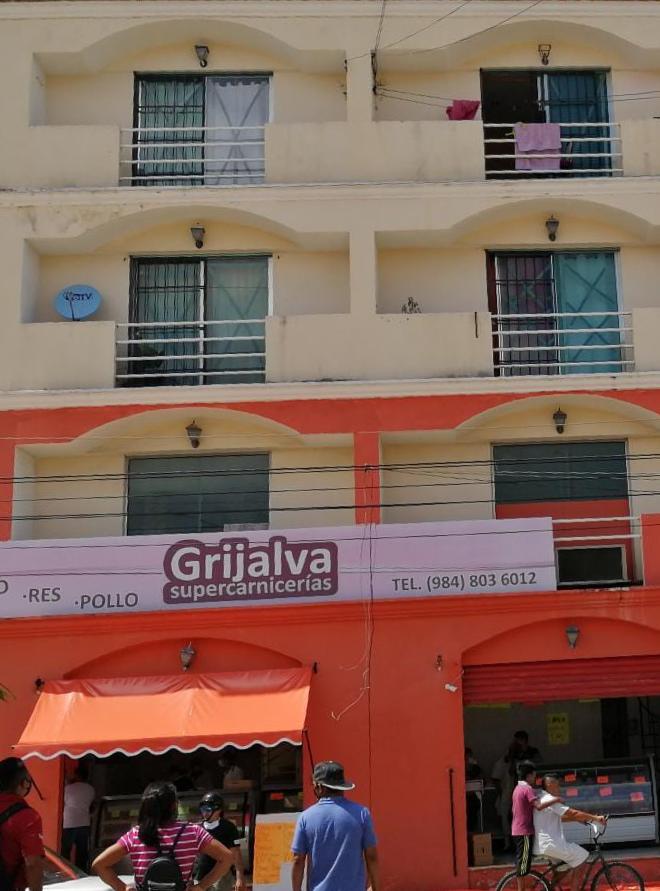 Grijalva
supercarnicerías
·RES ·POLLO
TEL. (984) 803 6012